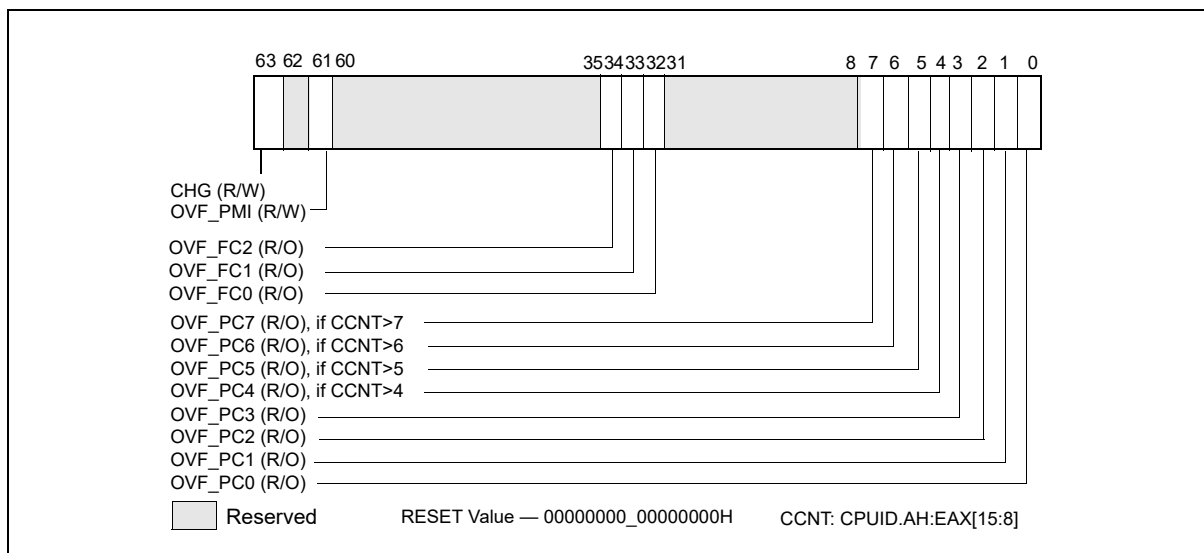 63 62 61 60 35 34 33 32 31 8 7 6 5 4 3 2 1 0
CHG (R/W)
OVF_PMI (R/W)
OVF_FC2 (R/O)
OVF_FC1 (R/O)
OVF_FC0 (R/O)
OVF_PC7 (R/O), if CCNT>7
OVF_PC6 (R/O), if CCNT>6
OVF_PC5 (R/O), if CCNT>5
OVF_PC4 (R/O), if CCNT>4
OVF_PC3 (R/O)
OVF_PC2 (R/O)
OVF_PC1 (R/O)
OVF_PC0 (R/O)
Reserved RESET Value — 00000000_00000000H CCNT: CPUID.AH:EAX[15:8]